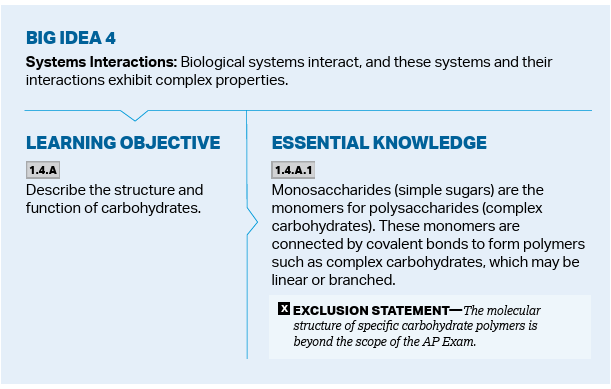 BIG IDEA 4
Systems Interactions: Biological systems interact, and these systems and their
interactions exhibit complex properties.
LEARNING OBJECTIVE
1.4.A
Describe the structure and
function of carbohydrates.
ESSENTIAL KNOWLEDGE
1.4.A.1
Monosaccharides (simple sugars) are the
monomers for polysaccharides (complex
carbohydrates). These monomers are
connected by covalent bonds to form polymers
such as complex carbohydrates, which may be
linear or branched.
X EXCLUSION STATEMENT—The molecular
structure of specific carbohydrate polymers is
beyond the scope of the AP Exam.